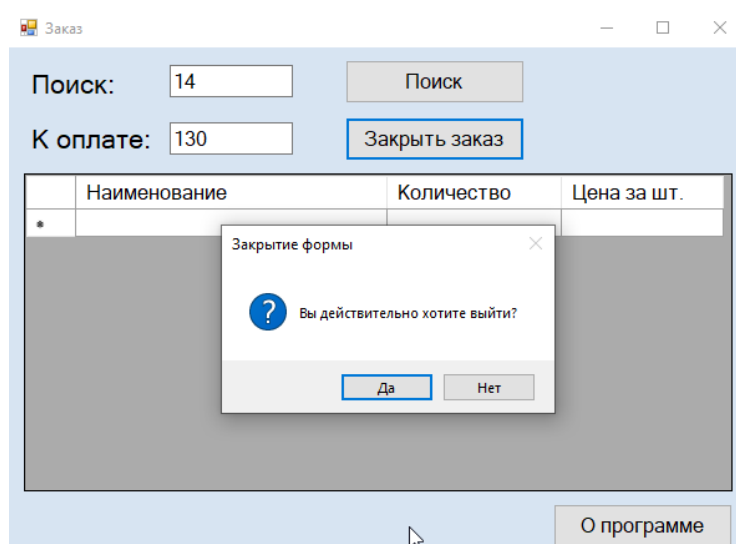 Заказ
Поиск: 14 Поиск
К оплате: 130 Закрыть заказ
Наименование Количество Цена за шт.
Закрытие формы
Вы действительно хотите выйти?
Да Нет
О программе